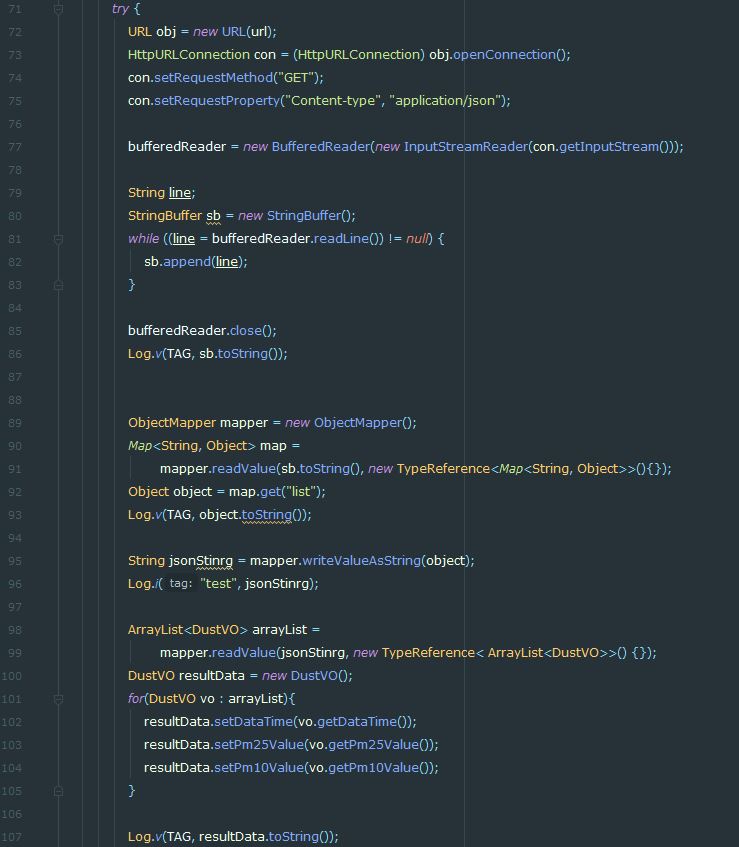 71 try {
72 URL obj = new URL(url);
73 HttpURLConnection con = (HttpURLConnection) obj.openConnection();
74 con.setRequestMethod("GET");
75 con.setRequestProperty("Content-type", "application/json");
76
77 bufferedReader = new BufferedReader(new InputStreamReader(con.getInputStream()));
78
79 String line;
80 StringBuffer sb = new StringBuffer();
81 while ((line = bufferedReader.readLine()) != null) {
82 sb.append(line);
83 }
84
85 bufferedReader.close();
86 Log.v(TAG, sb.toString());
87
88
89 ObjectMapper mapper = new ObjectMapper();
90 Map<String, Object> map =
91 mapper.readValue(sb.toString(), new TypeReference<Map<String, Object>>(){});
92 Object object = map.get("list");
93 Log.v(TAG, object.toString());
94
95 String jsonStinrg = mapper.writeValueAsString(object);
96 Log.i( tag: "test", jsonStinrg);
97
98 ArrayList<DustVO> arrayList =
99 mapper.readValue(jsonStinrg, new TypeReference< ArrayList<DustVO>>() {});
100 DustVO resultData = new DustVO();
101 for(DustVO vo : arrayList){
102 resultData.setDataTime(vo.getDataTime());
103 resultData.setPm25Value(vo.getPm25Value());
104 resultData.setPm10Value(vo.getPm10Value());
105 }
106
107 Log.v(TAG, resultData.toString());